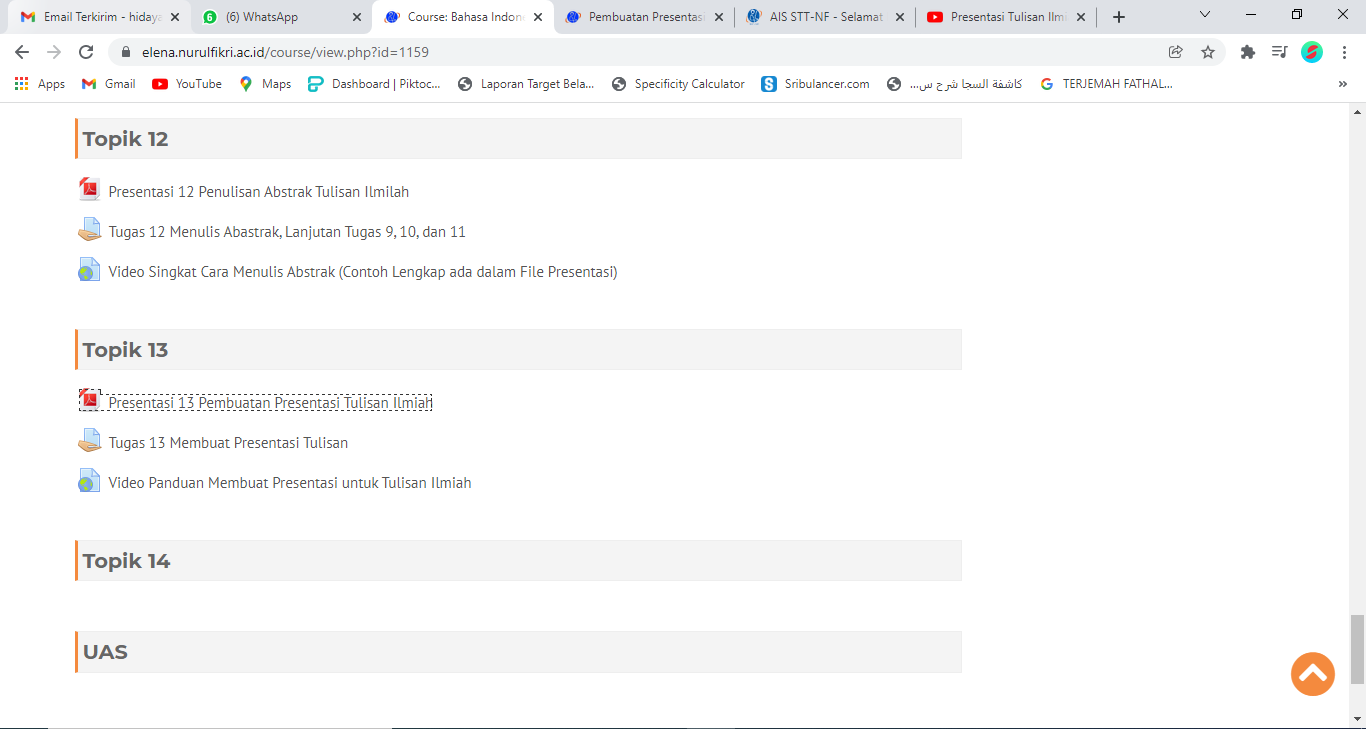 Email Terkirim - hidaya
(6) WhatsApp
Course: Bahasa Indon
Pembuatan Presentas
AIS STT-NF - Selamat
Presentasi Tulisan Ilmi
elena.nurulfikri.ac.id/course/view.php?id=1159
Apps
Gmail
YouTube
Maps
Dashboard | Piktoc...
Laporan Target Bela...
Specificity Calculator
Sribulancer.com
كاشفة السجا شرح س...
TERJEMAH FATHAL...
Topik 12
Presentasi 12 Penulisan Abstrak Tulisan Ilmilah
Tugas 12 Menulis Abastrak, Lanjutan Tugas 9, 10, dan 11
Video Singkat Cara Menulis Abstrak (Contoh Lengkap ada dalam File Presentasi)
Topik 13
Presentasi 13 Pembuatan Presentasi Tulisan Ilmiah
Tugas 13 Membuat Presentasi Tulisan
Video Panduan Membuat Presentasi untuk Tulisan Ilmiah
Topik 14
UAS